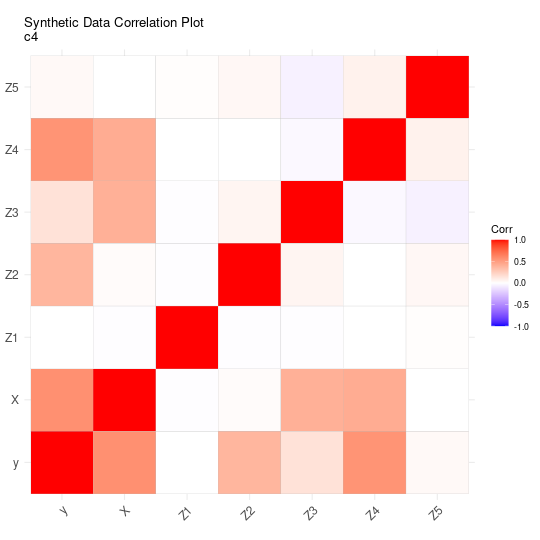 Synthetic Data Correlation Plot
c4
Z5
Z4
Z3
Z2
Z1
X
y
y
X
Z1
Z2
Z3
Z4
Z5
Corr
1.0
0.5
0.0
-0.5
-1.0